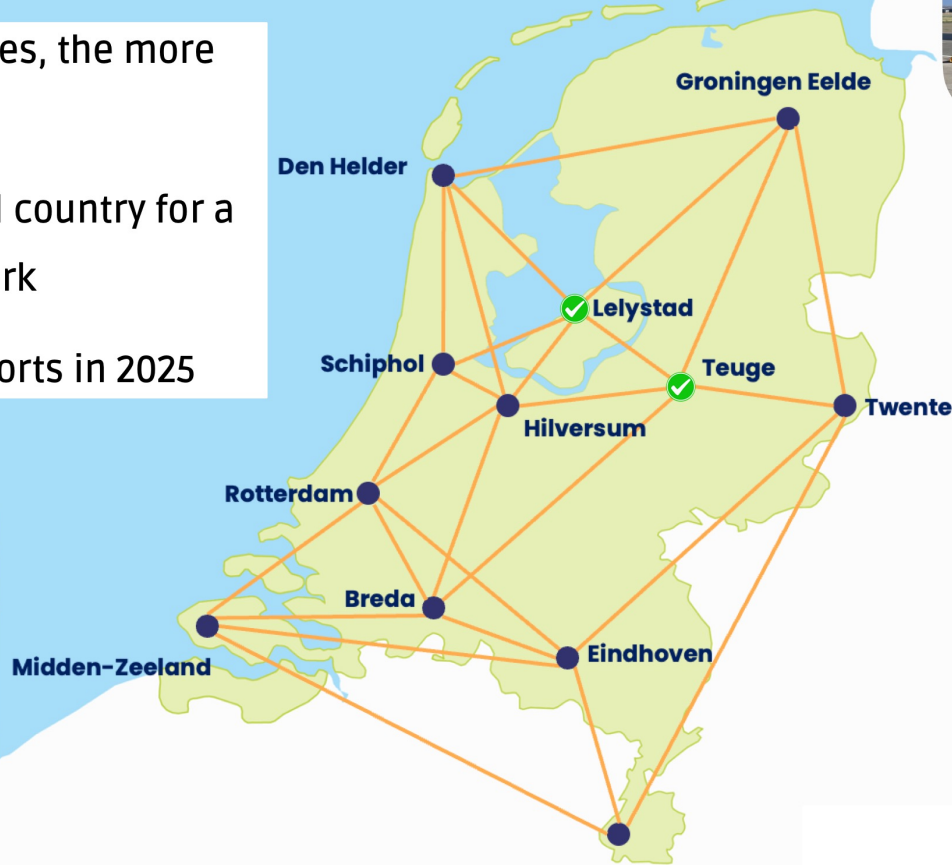 es, the more
country for a
rk
orts in 2025
Groningen Eelde
Den Helder
Lelystad
Schiphol
Teuge
Twente
Hilversum
Rotterdam
Breda
Eindhoven
Midden-Zeeland